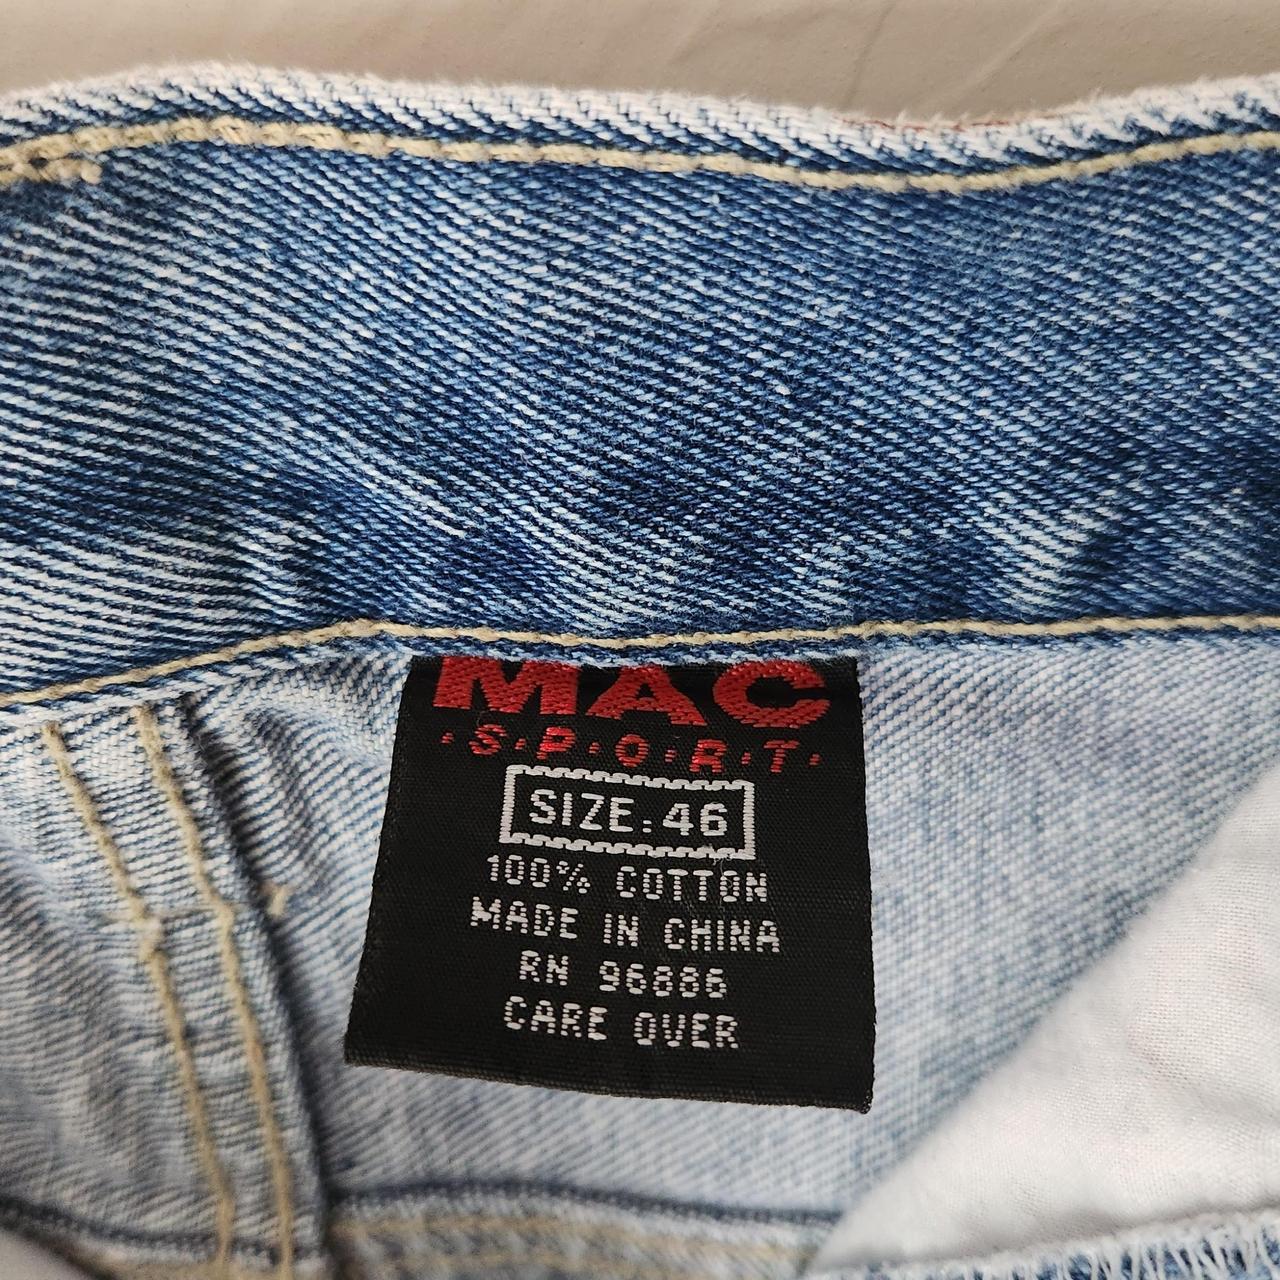 MAC
·S·P·O·R·T·
SIZE:46
100% COTTON
MADE IN CHINA
RN 96886
CARE OVER